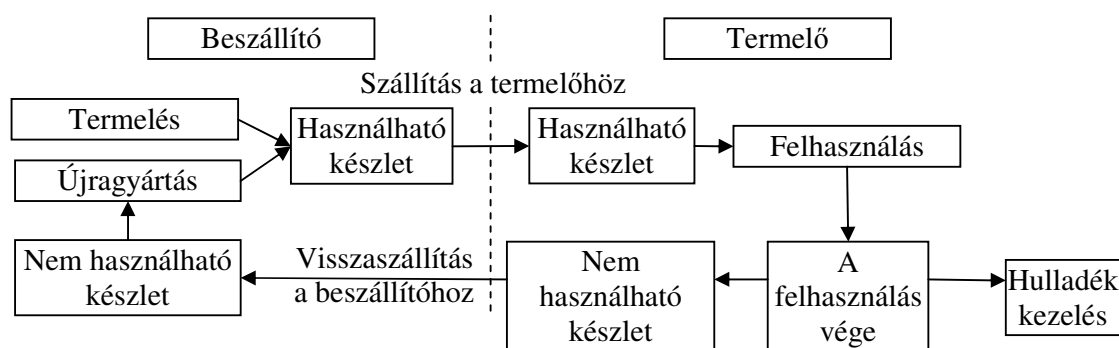 Beszállító
Termelő
Szállítás a termelőhöz
Termelés
Újragyártás
Használható
készlet
Használható
készlet
Felhasználás
Nem használható
készlet
Visszaszállítás
a beszállítóhoz
Nem
használható
készlet
A
felhasználás
vége
Hulladék
kezelés